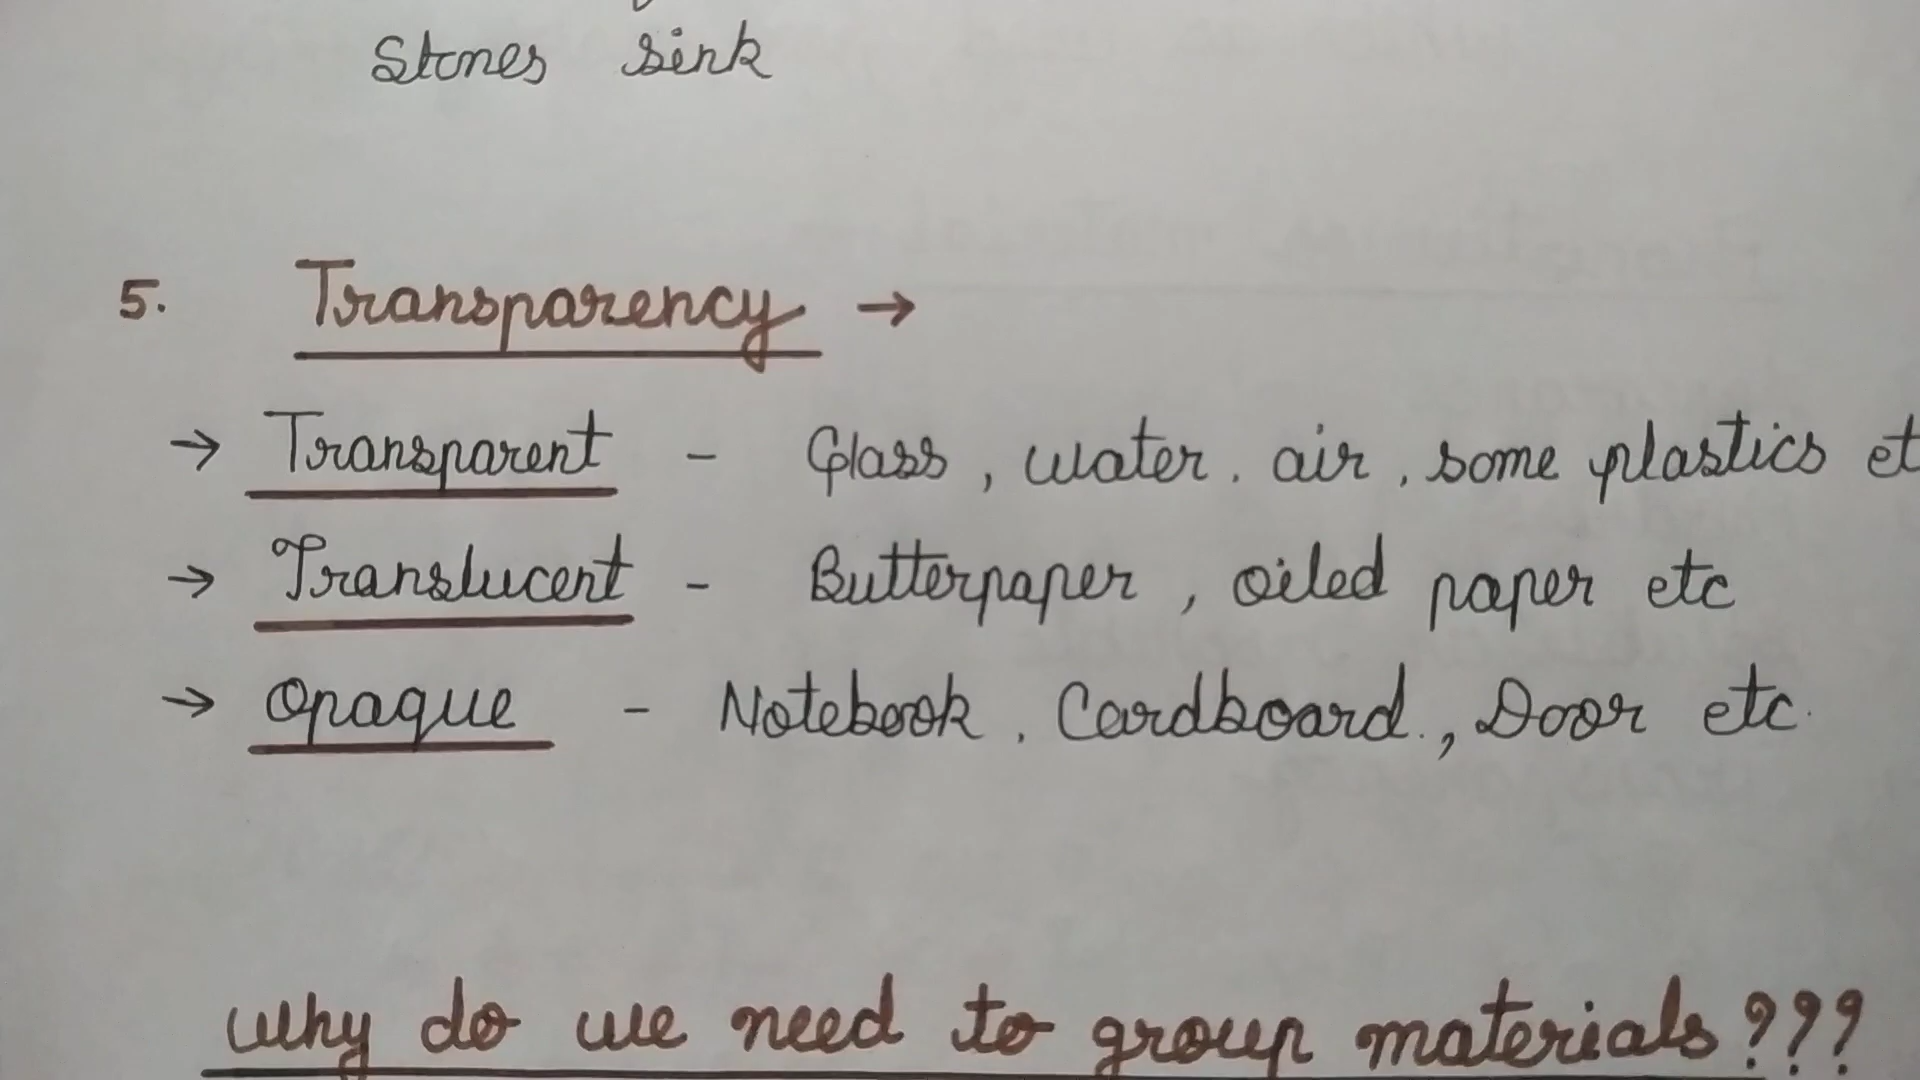 Stones sink
5. Transparency →
→ Transparent - Glass, water, air, some plastics et
→ Translucent - Butterpaper, oiled paper etc
→ Opaque - Notebook, Cardboard., Door etc.
Why do we need to group materials???